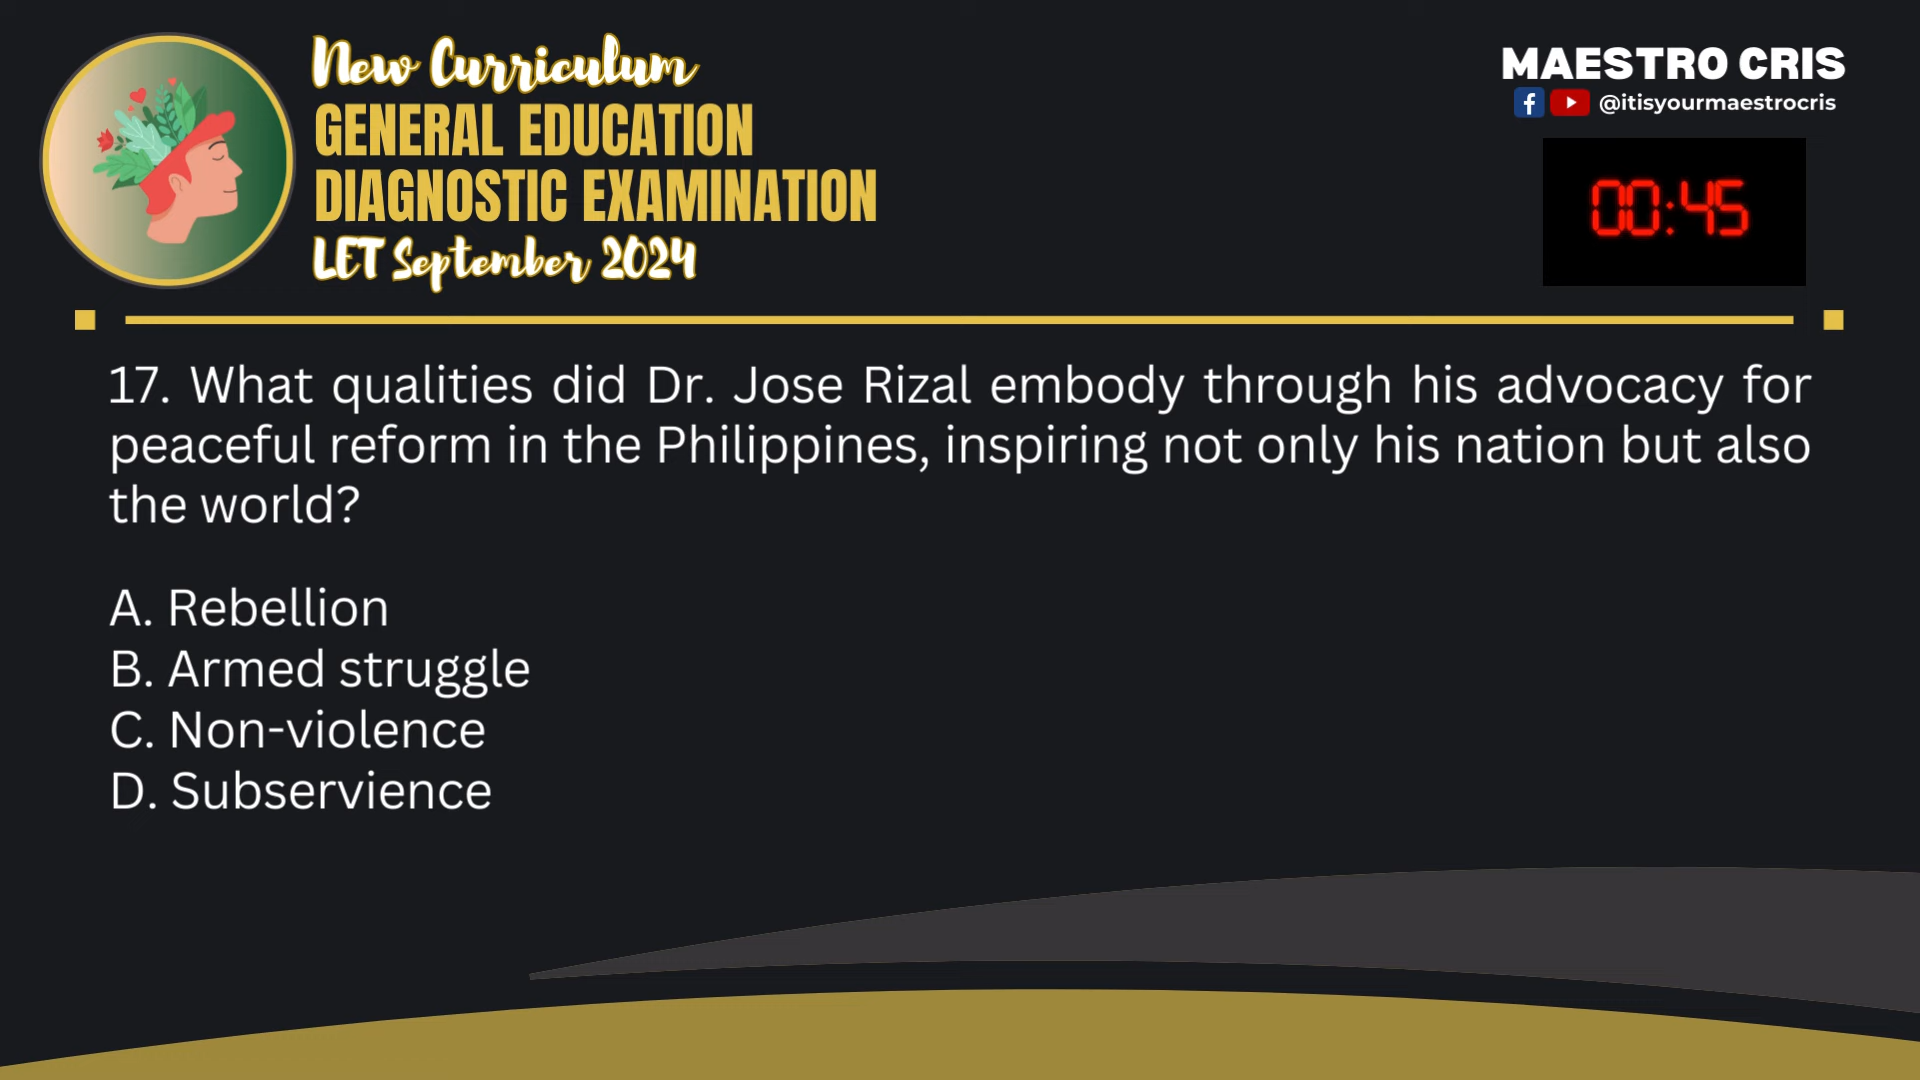 New Curriculum
GENERAL EDUCATION
DIAGNOSTIC EXAMINATION
LET September 2024
MAESTRO CRIS
@itisyourmaestrocris
00:45
17. What qualities did Dr. Jose Rizal embody through his advocacy for
peaceful reform in the Philippines, inspiring not only his nation but also
the world?
A. Rebellion
B. Armed struggle
C. Non-violence
D. Subservience